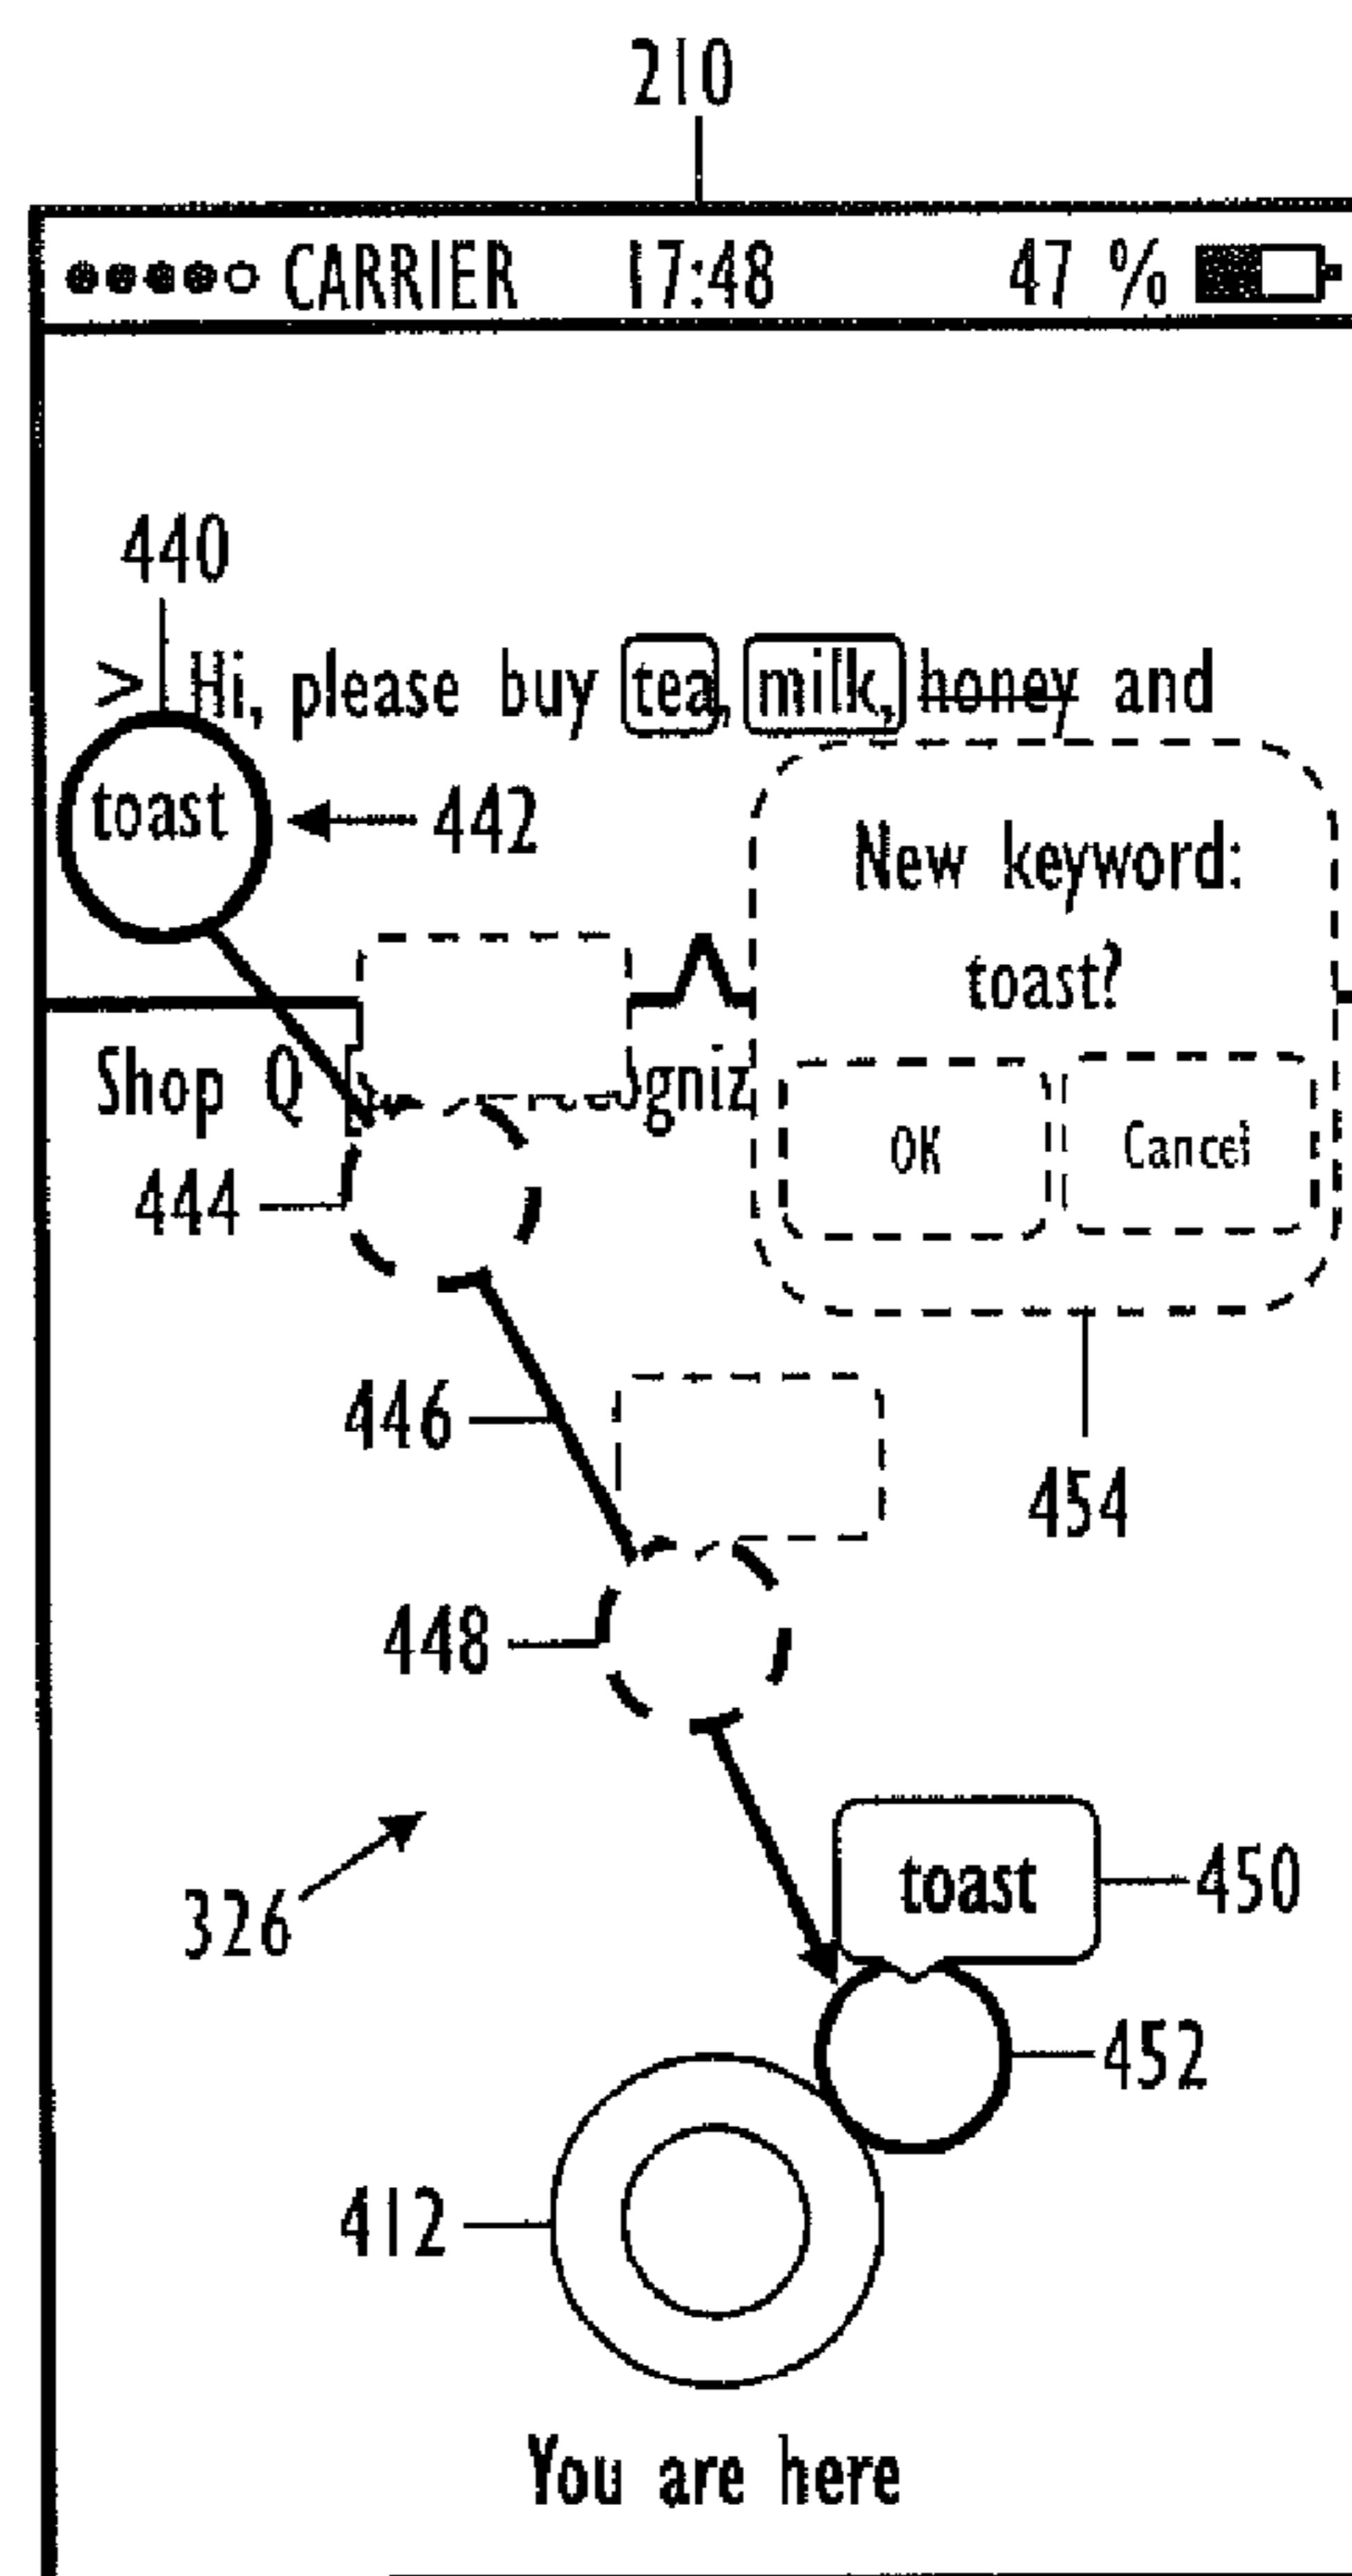 210
CARRIER 17:48 47 %
440
> Hi, please buy tea, milk, honey and
toast
442
New keyword:
toast?
Shop Q
ogniz
OK
Cancel
444
446
454
448
toast
450
326
452
412
You are here